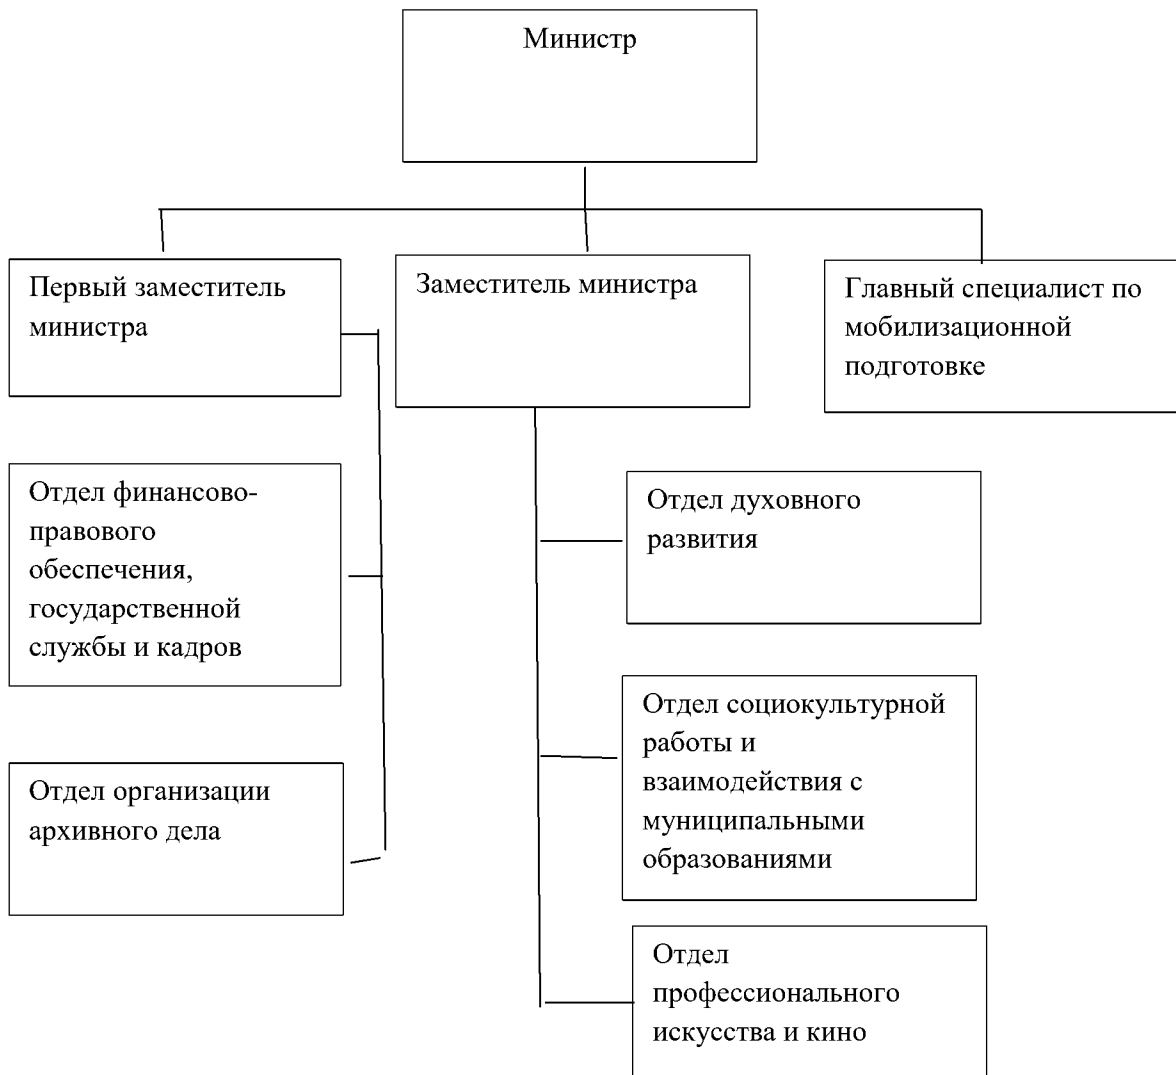 Министр
Первый заместитель
министра
Заместитель министра
Главный специалист по
мобилизационной
подготовке
Отдел финансово-
правового
обеспечения,
государственной
службы и кадров
Отдел организации
архивного дела
Отдел духовного
развития
Отдел социокультурной
работы и
взаимодействия с
муниципальными
образованиями
Отдел
профессионального
искусства и кино